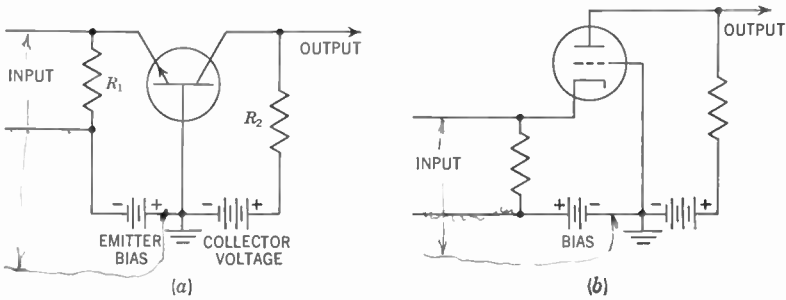 OUTPUT
INPUT
R₁
R₂
- + - +
EMITTER BIAS
COLLECTOR VOLTAGE
(a)
OUTPUT
INPUT
+ - - +
BIAS
(b)